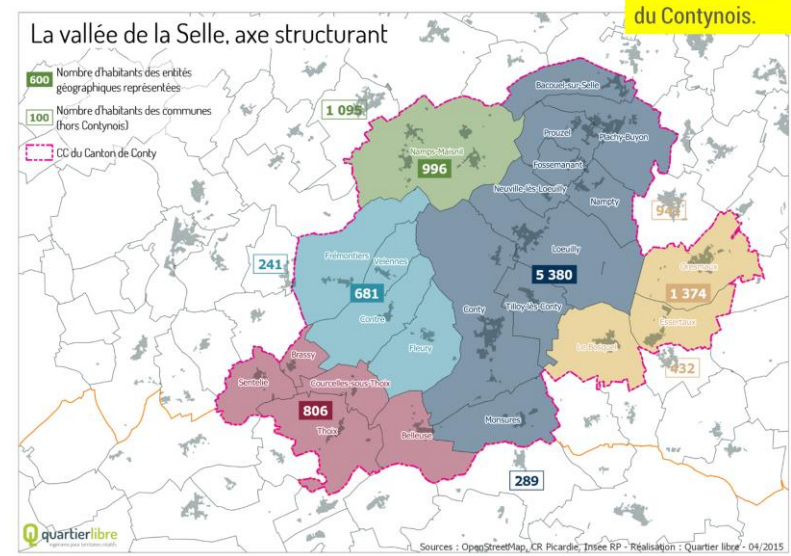 du Contynois.
La vallée de la Selle, axe structurant
600 Nombre d'habitants des entités
géographiques représentées
100 Nombre d'habitants des communes
(hors Contynois)
CC du Canton de Conty
1 095
Bacouel-sur-Selle
Prouzel
Plachy-Buyon
Namps-Maisnil
996
Fossemanant
Neuville-lès-Loeuilly
Nampty
Loeuilly
Frémontiers
Velennes
241
681
5 380
Oresmaux
1 374
Conty
Tilloy-lès-Conty
Contre
Essertaux
Fleury
Le Bosquel
432
Brassy
Sentelie
Courcelles-sous-Thoix
806
Thoix
Belleuse
Monsures
289
quartierlibre
Sources : OpenStreetMap, CR Picardie, Insee RP - Réalisation : Quartier libre - 04/2015